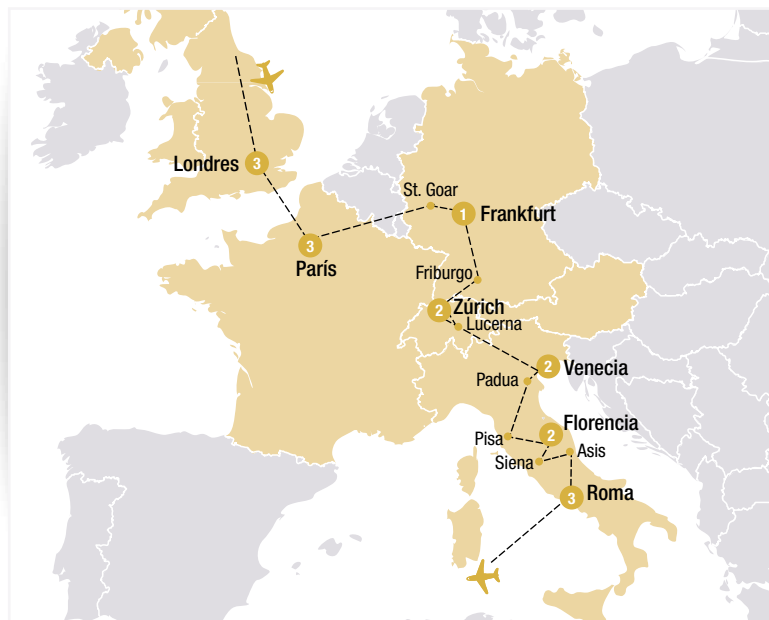 Londres 3
3
París
St. Goar
1 Frankfurt
Friburgo
2 Zúrich
Lucerna
2 Venecia
Padua
2 Florencia
Pisa
Siena
Asis
3 Roma